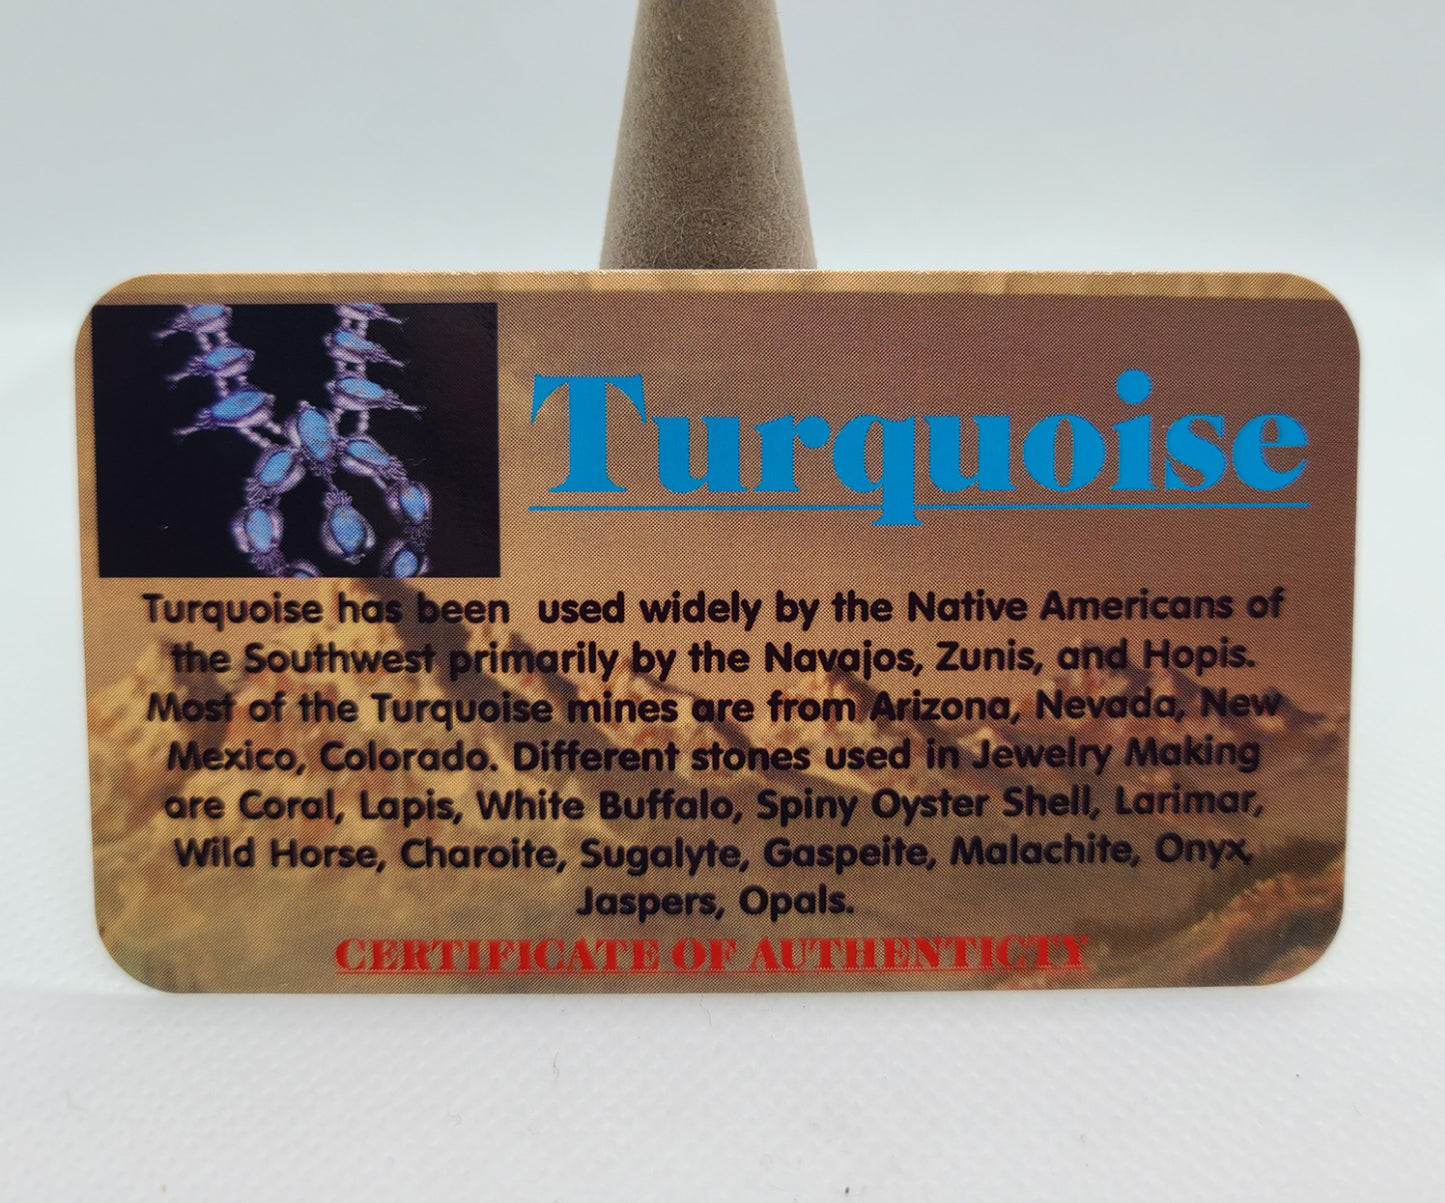 Turquoise
Turquoise has been used widely by the Native Americans of
the Southwest primarily by the Navajos, Zunis, and Hopis.
Most of the Turquoise mines are from Arizona, Nevada, New
Mexico, Colorado. Different stones used in Jewelry Making
are Coral, Lapis, White Buffalo, Spiny Oyster Shell, Larimar,
Wild Horse, Charoite, Sugalyte, Gaspeite, Malachite, Onyx,
Jaspers, Opals.
CERTIFICATE OF AUTHENTICTY